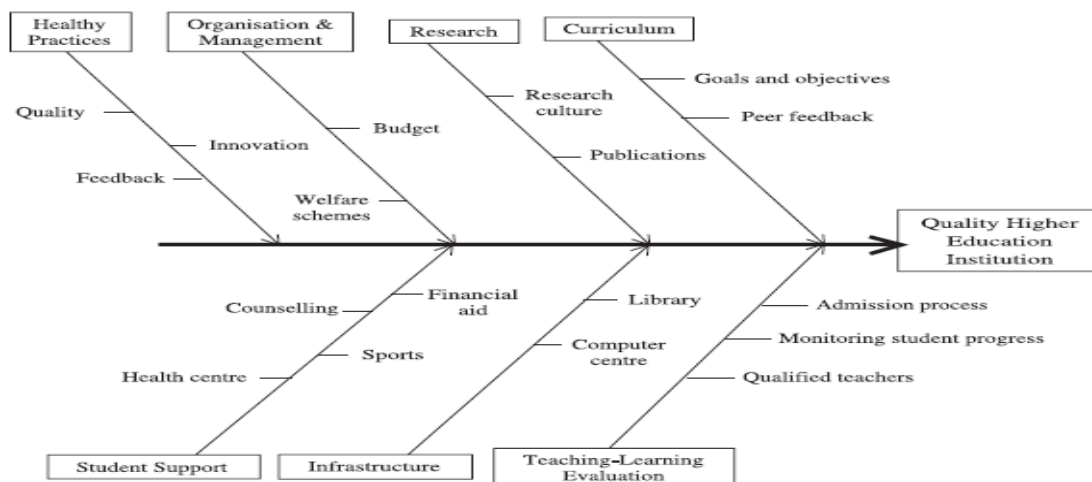 Healthy
Practices
Organisation &
Management
Research
Curriculum
Quality
Innovation
Feedback
Budget
Welfare
schemes
Research
culture
Publications
Goals and objectives
Peer feedback
Quality Higher
Education
Institution
Counselling
Financial
aid
Sports
Health centre
Library
Computer
centre
Admission process
Monitoring student progress
Qualified teachers
Student Support
Infrastructure
Teaching-Learning
Evaluation